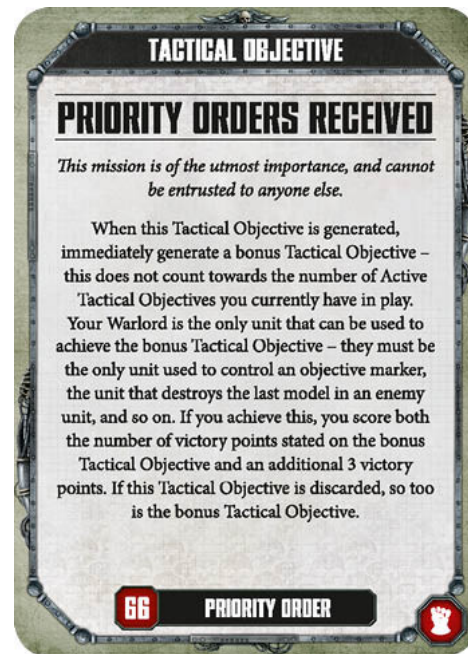 TACTICAL OBJECTIVE
PRIORITY ORDERS RECEIVED
This mission is of the utmost importance, and cannot
be entrusted to anyone else.
When this Tactical Objective is generated,
immediately generate a bonus Tactical Objective –
this does not count towards the number of Active
Tactical Objectives you currently have in play.
Your Warlord is the only unit that can be used to
achieve the bonus Tactical Objective – they must be
the only unit used to control an objective marker,
the unit that destroys the last model in an enemy
unit, and so on. If you achieve this, you score both
the number of victory points stated on the bonus
Tactical Objective and an additional 3 victory
points. If this Tactical Objective is discarded, so too
is the bonus Tactical Objective.
66 PRIORITY ORDER